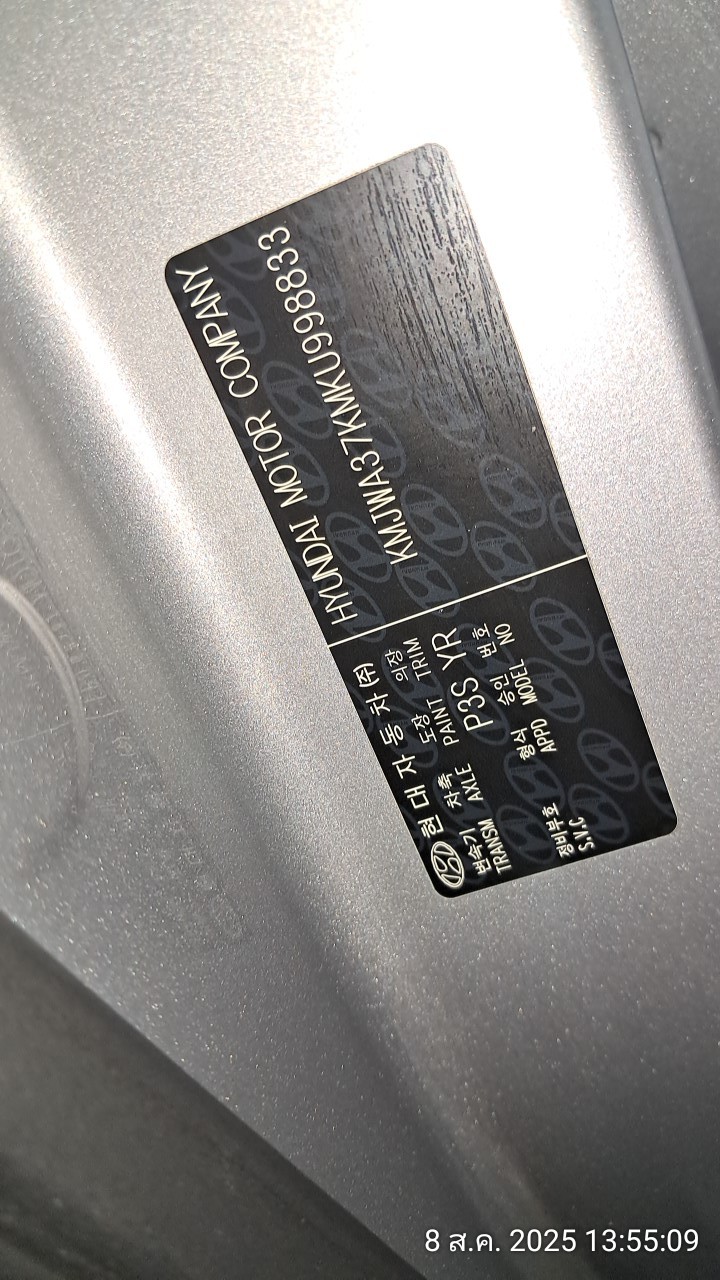 현대자동차(주) HYUNDAI MOTOR COMPANY
변속기 차축 도장 의장
TRANSM AXLE PAINT TRIM
KMJWA37KMKU998833
P3S YR
형식 승인 번호
APPD MODEL NO
정비부호
S.V.C
8 ส.ค. 2025 13:55:09